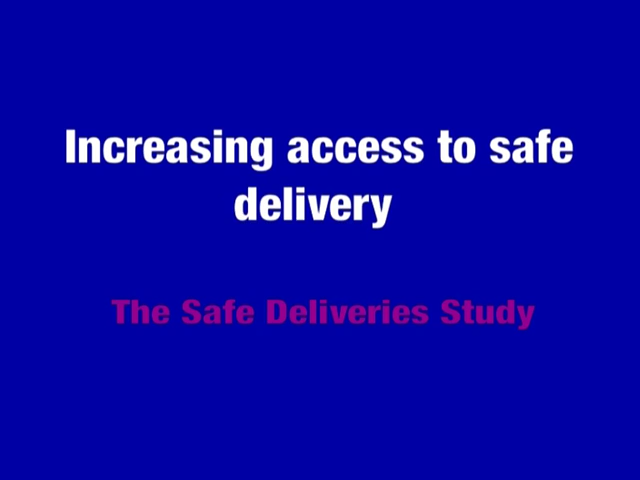 Increasing access to safe
delivery
The Safe Deliveries Study